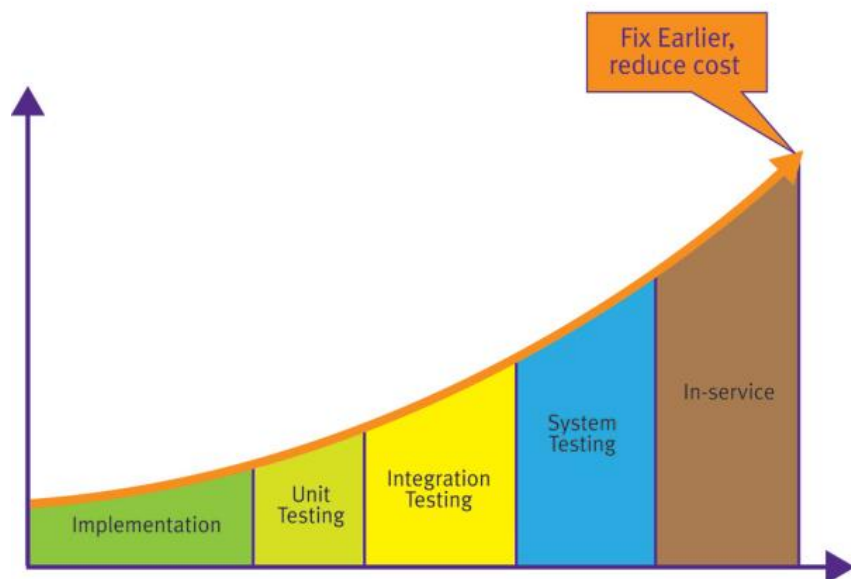 Fix Earlier,
reduce cost
Implementation
Unit
Testing
Integration
Testing
System
Testing
In-service